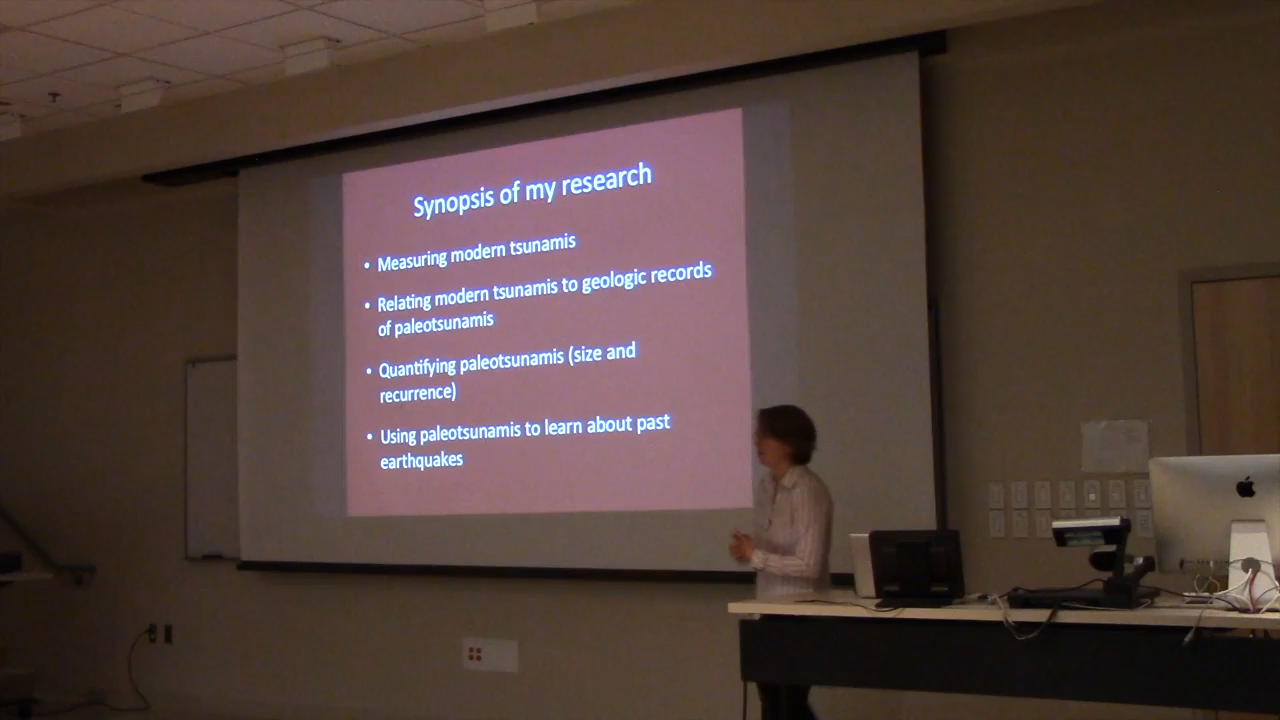 Synopsis of my research
• Measuring modern tsunamis
• Relating modern tsunamis to geologic records
of paleotsunamis
• Quantifying paleotsunamis (size and
recurrence)
• Using paleotsunamis to learn about past
earthquakes